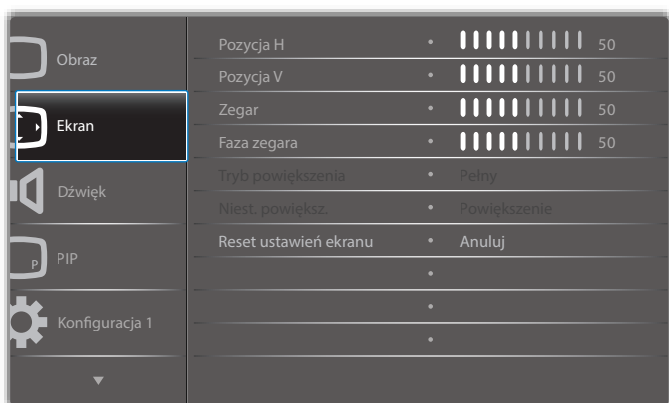 Obraz
Ekran
Dźwięk
P
PIP
Konfiguracja 1
Pozycja H • 50
Pozycja V • 50
Zegar • 50
Faza zegara • 50
Tryb powiększenia • Pełny
Niest. powiększ. • Powiększenie
Reset ustawień ekranu • Anuluj